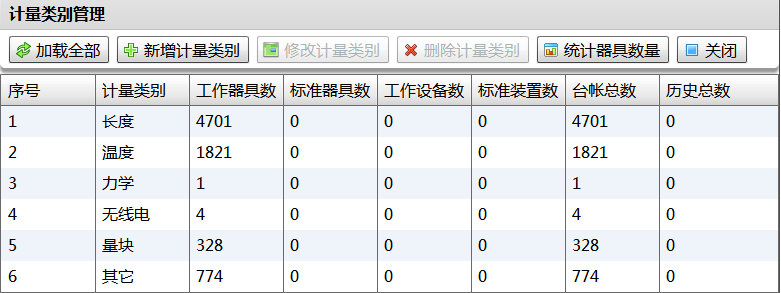 计量类别管理
加载全部 新增计量类别 修改计量类别 删除计量类别 统计器具数量 关闭
序号 计量类别 工作器具数 标准器具数 工作设备数 标准装置数 台帐总数 历史总数
1 长度 4701 0 0 0 4701 0
2 温度 1821 0 0 0 1821 0
3 力学 1 0 0 0 1 0
4 无线电 4 0 0 0 4 0
5 量块 328 0 0 0 328 0
6 其它 774 0 0 0 774 0